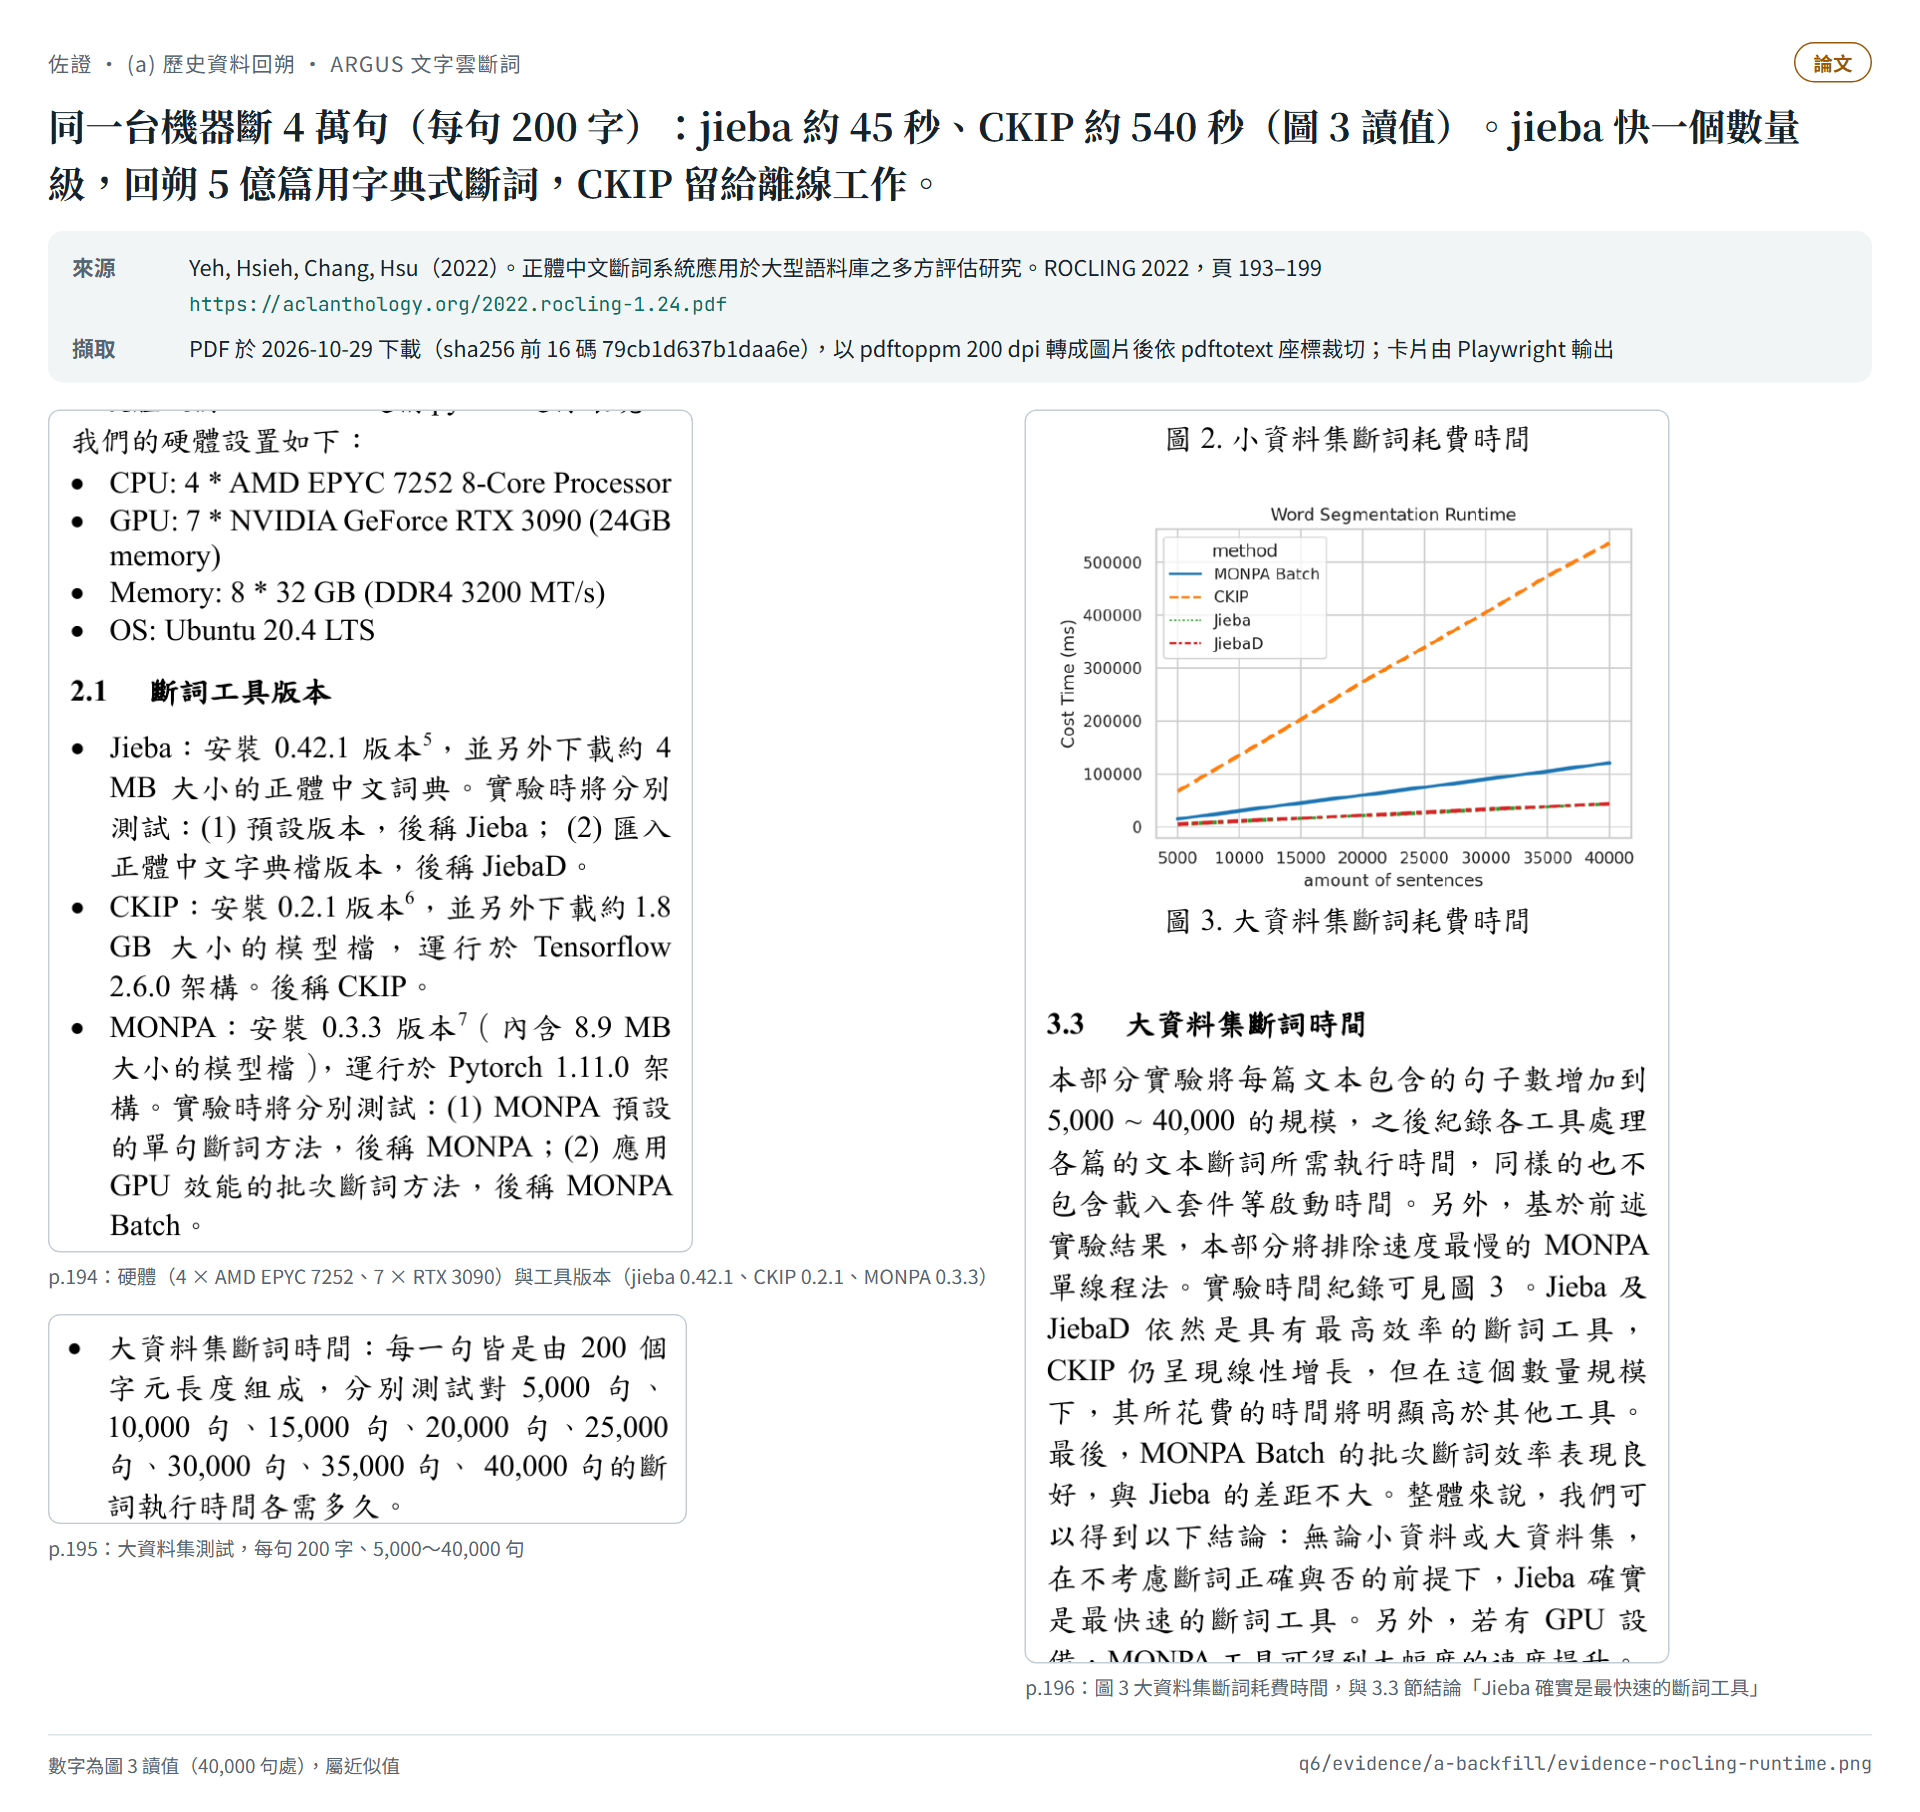 佐證 · (a) 歷史資料回朔 · ARGUS 文字雲斷詞
論文
同一台機器斷 4 萬句（每句 200 字）：jieba 約 45 秒、CKIP 約 540 秒（圖 3 讀值）。jieba 快一個數量
級，回朔 5 億篇用字典式斷詞，CKIP 留給離線工作。
來源
Yeh, Hsieh, Chang, Hsu（2022）。正體中文斷詞系統應用於大型語料庫之多方評估研究。ROCLING 2022，頁 193–199
https://aclanthology.org/2022.rocling-1.24.pdf
擷取
PDF 於 2026-10-29 下載（sha256 前 16 碼 79cb1d637b1daa6e），以 pdftoppm 200 dpi 轉成圖片後依 pdftotext 座標裁切；卡片由 Playwright 輸出
我們的硬體設置如下：
• CPU: 4 * AMD EPYC 7252 8-Core Processor
• GPU: 7 * NVIDIA GeForce RTX 3090 (24GB
memory)
• Memory: 8 * 32 GB (DDR4 3200 MT/s)
• OS: Ubuntu 20.4 LTS
2.1 斷詞工具版本
• Jieba：安裝 0.42.1 版本5，並另外下載約 4
MB 大小的正體中文詞典。實驗時將分別
測試：(1) 預設版本，後稱 Jieba； (2) 匯入
正體中文字典檔版本，後稱 JiebaD。
• CKIP：安裝 0.2.1 版本6，並另外下載約 1.8
GB 大小的模型檔，運行於 Tensorflow
2.6.0 架構。後稱 CKIP。
• MONPA：安裝 0.3.3 版本7（內含 8.9 MB
大小的模型檔），運行於 Pytorch 1.11.0 架
構。實驗時將分別測試：(1) MONPA 預設
的單句斷詞方法，後稱 MONPA；(2) 應用
GPU 效能的批次斷詞方法，後稱 MONPA
Batch。
p.194：硬體（4 × AMD EPYC 7252、7 × RTX 3090）與工具版本（jieba 0.42.1、CKIP 0.2.1、MONPA 0.3.3）
• 大資料集斷詞時間：每一句皆是由 200 個
字元長度組成，分別測試對 5,000 句、
10,000 句、15,000 句、20,000 句、25,000
句、30,000 句、35,000 句、 40,000 句的斷
詞執行時間各需多久。
p.195：大資料集測試，每句 200 字、5,000～40,000 句
圖 2. 小資料集斷詞耗費時間
Word Segmentation Runtime
method
MONPA Batch
CKIP
Jieba
JiebaD
Cost Time (ms)
500000
400000
300000
200000
100000
0
5000 10000 15000 20000 25000 30000 35000 40000
amount of sentences
圖 3. 大資料集斷詞耗費時間
3.3 大資料集斷詞時間
本部分實驗將每篇文本包含的句子數增加到
5,000 ~ 40,000 的規模，之後紀錄各工具處理
各篇的文本斷詞所需執行時間，同樣的也不
包含載入套件等啟動時間。另外，基於前述
實驗結果，本部分將排除速度最慢的 MONPA
單線程法。實驗時間紀錄可見圖 3 。Jieba 及
JiebaD 依然是具有最高效率的斷詞工具，
CKIP 仍呈現線性增長，但在這個數量規模
下，其所花費的時間將明顯高於其他工具。
最後，MONPA Batch 的批次斷詞效率表現良
好，與 Jieba 的差距不大。整體來說，我們可
以得到以下結論：無論小資料或大資料集，
在不考慮斷詞正確與否的前提下，Jieba 確實
是最快速的斷詞工具。另外，若有 GPU 設
備，MONPA 工具可得到大幅度的速度提升。
p.196：圖 3 大資料集斷詞耗費時間，與 3.3 節結論「Jieba 確實是最快速的斷詞工具」
數字為圖 3 讀值（40,000 句處），屬近似值
q6/evidence/a-backfill/evidence-rocling-runtime.png